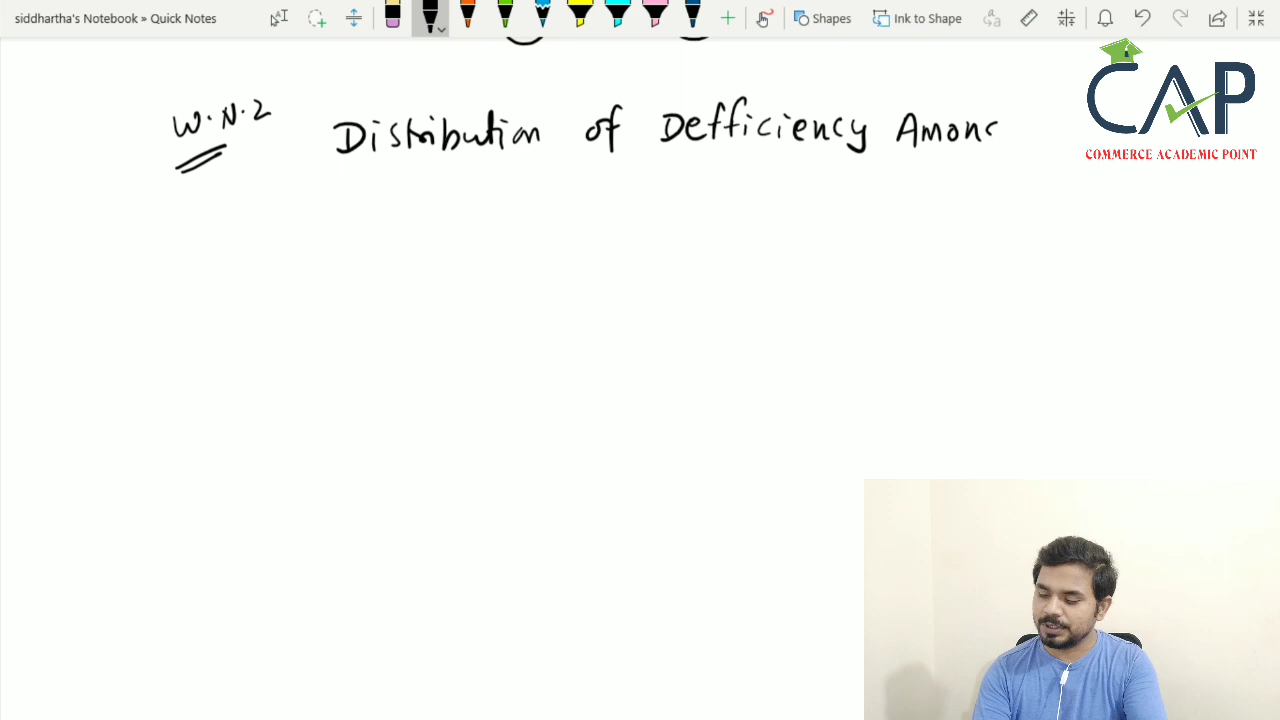 siddhartha's Notebook » Quick Notes
Shapes
Ink to Shape
CAP
COMMERCE ACADEMIC POINT
W.N.2 Distribution of Defficiency Amonc